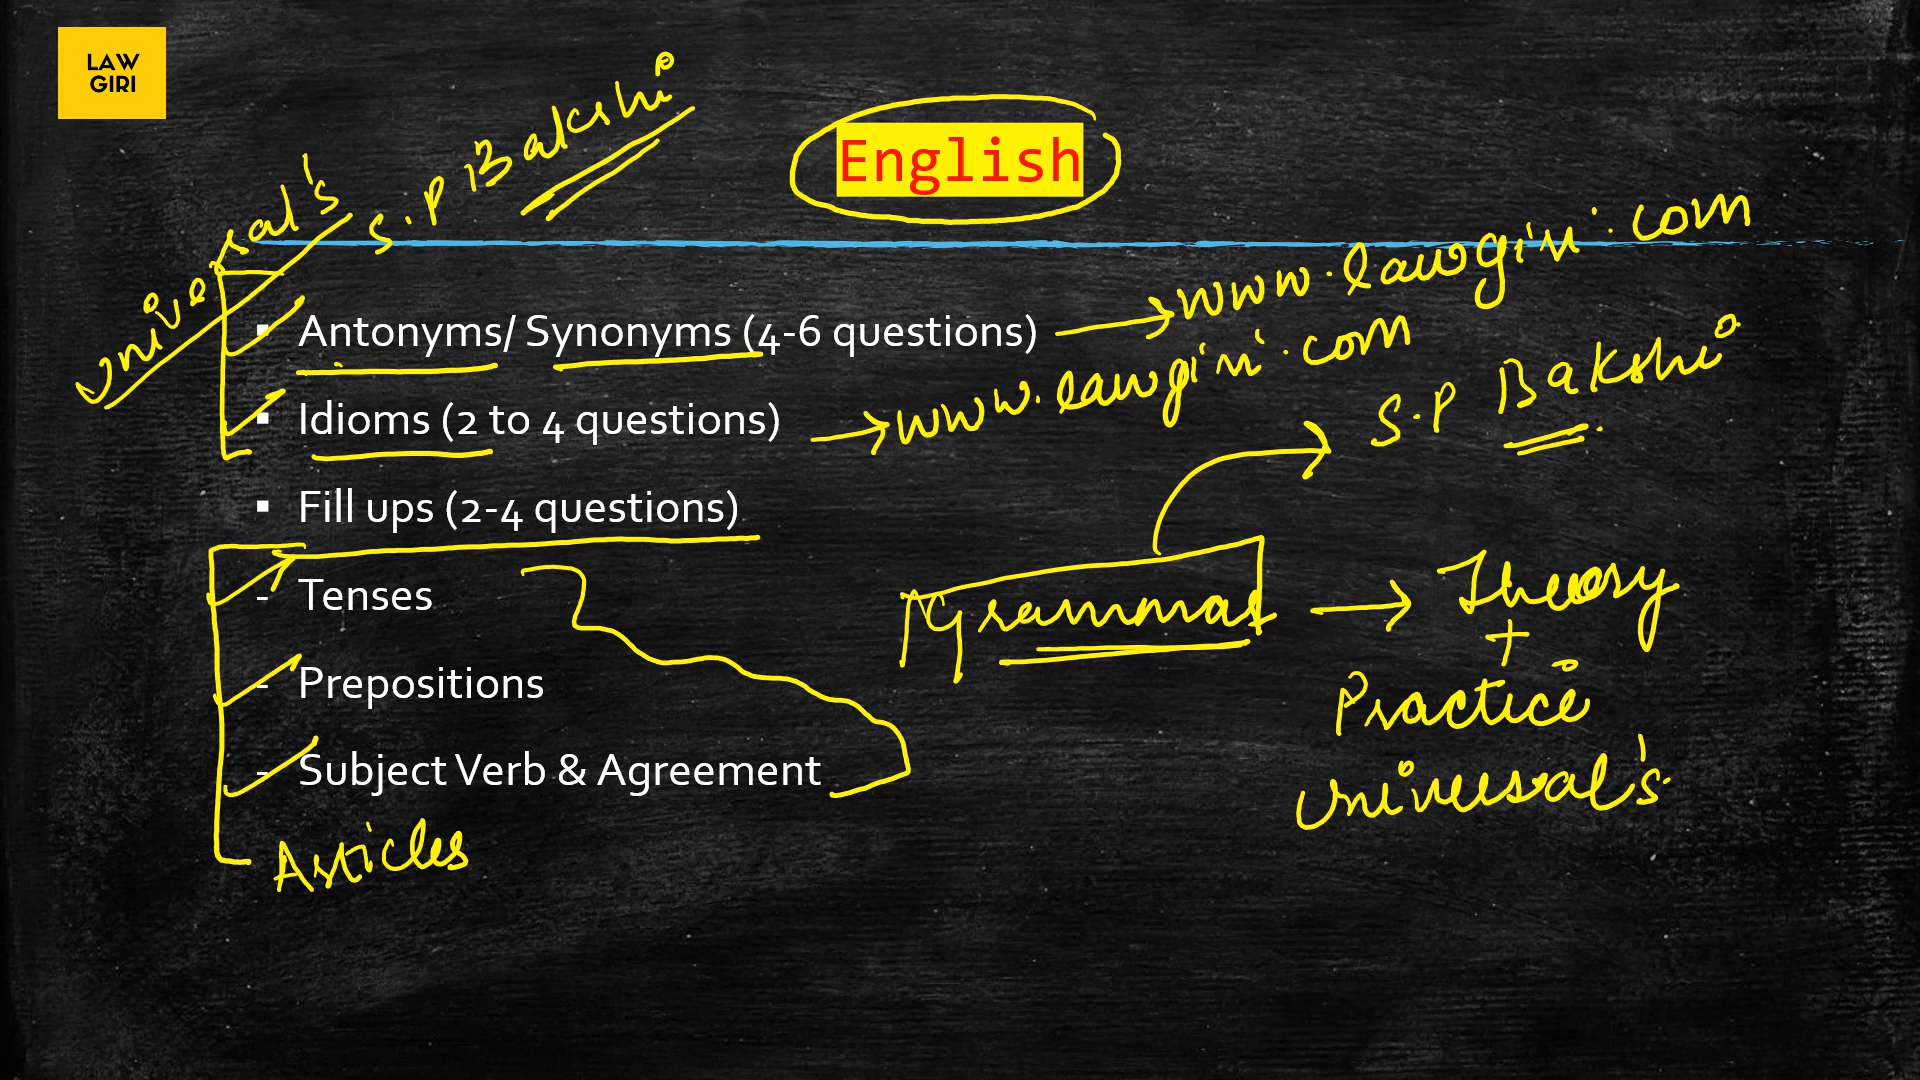 LAW
GIRI
S.P Bakshi
English
Universal's
Antonyms/ Synonyms (4-6 questions)
www.lawgiri.com
Idioms (2 to 4 questions)
www.lawgiri.com
S.P Bakshi
Fill ups (2-4 questions)
- Tenses
Grammar
Theory
+
- Prepositions
Practice
- Subject Verb & Agreement
Universal's
Articles